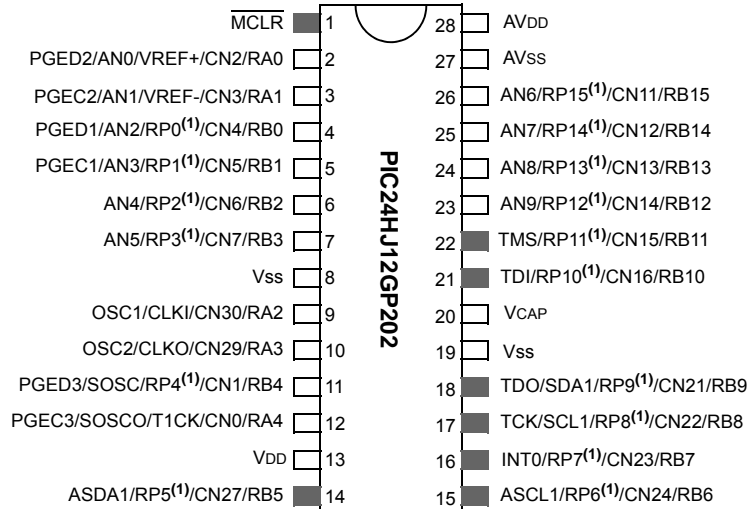 MCLR 1 28 AVDD
PGED2/AN0/VREF+/CN2/RA0 2 27 AVSS
PGEC2/AN1/VREF-/CN3/RA1 3 26 AN6/RP15(1)/CN11/RB15
PGED1/AN2/RP0(1)/CN4/RB0 4 25 AN7/RP14(1)/CN12/RB14
PGEC1/AN3/RP1(1)/CN5/RB1 5 24 AN8/RP13(1)/CN13/RB13
AN4/RP2(1)/CN6/RB2 6 23 AN9/RP12(1)/CN14/RB12
AN5/RP3(1)/CN7/RB3 7 22 TMS/RP11(1)/CN15/RB11
Vss 8 21 TDI/RP10(1)/CN16/RB10
OSC1/CLKI/CN30/RA2 9 20 VCAP
OSC2/CLKO/CN29/RA3 10 19 Vss
PGED3/SOSC/RP4(1)/CN1/RB4 11 18 TDO/SDA1/RP9(1)/CN21/RB9
PGEC3/SOSCO/T1CK/CN0/RA4 12 17 TCK/SCL1/RP8(1)/CN22/RB8
VDD 13 16 INT0/RP7(1)/CN23/RB7
ASDA1/RP5(1)/CN27/RB5 14 15 ASCL1/RP6(1)/CN24/RB6
PIC24HJ12GP202